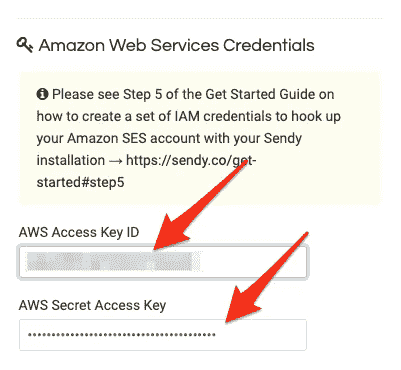 Amazon Web Services Credentials
Please see Step 5 of the Get Started Guide on
how to create a set of IAM credentials to hook up
your Amazon SES account with your Sendy
installation → https://sendy.co/get-
started#step5
AWS Access Key ID
AWS Secret Access Key